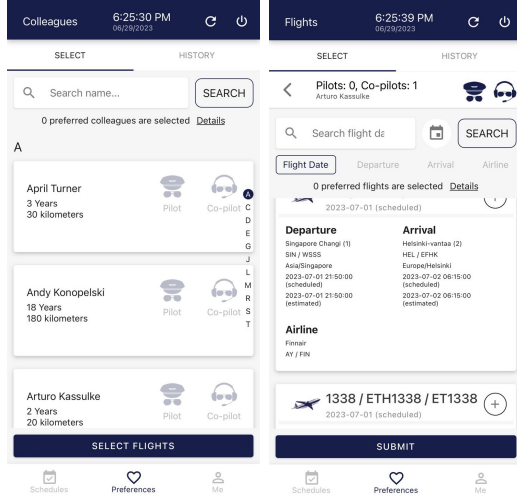 Colleagues
6:25:30 PM
06/29/2023
SELECT
HISTORY
Search name...
SEARCH
0 preferred colleagues are selected Details
A
April Turner
3 Years
30 kilometers
Pilot
Co-pilot
Andy Konopelski
18 Years
180 kilometers
Pilot
Co-pilot
Arturo Kassulke
2 Years
20 kilometers
Pilot
Co-pilot
A
C
D
E
G
J
L
M
R
S
T
SELECT FLIGHTS
Schedules
Preferences
Me
Flights
6:25:39 PM
06/29/2023
SELECT
HISTORY
Pilots: 0, Co-pilots: 1
Arturo Kassulke
Search flight da
SEARCH
Flight Date
Departure
Arrival
Airline
0 preferred flights are selected Details
2023-07-01 (scheduled)
Departure
Singapore Changi (1)
SIN / WSSS
Asia/Singapore
2023-07-01 21:50:00
(scheduled)
2023-07-01 21:50:00
(estimated)
Arrival
Helsinki-vantaa (2)
HEL / EFHK
Europe/Helsinki
2023-07-02 06:15:00
(scheduled)
2023-07-02 06:15:00
(estimated)
Airline
Finnair
AY / FIN
1338 / ETH1338 / ET1338
2023-07-01 (scheduled)
SUBMIT
Schedules
Preferences
Me